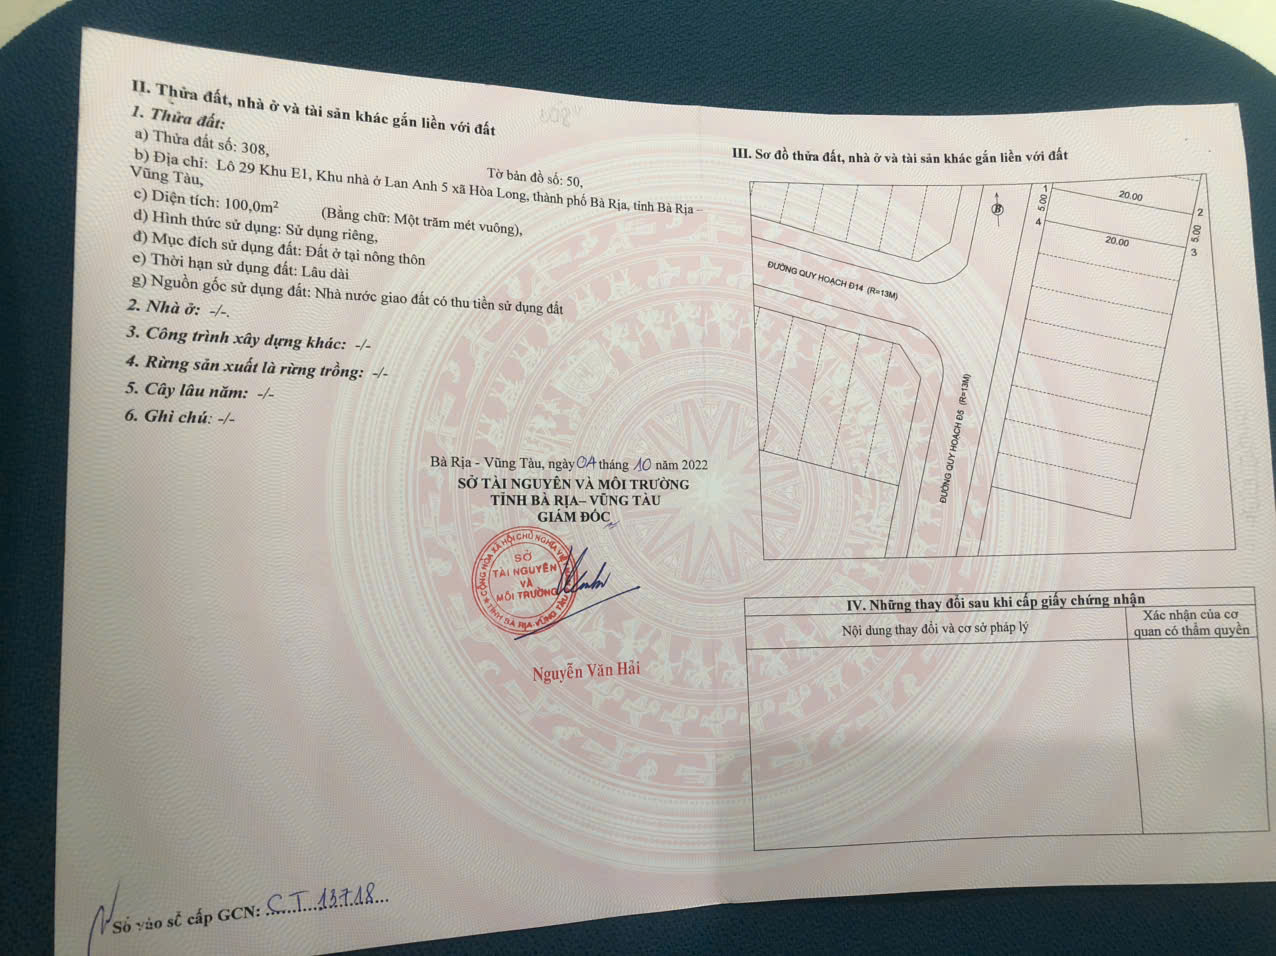 II. Thửa đất, nhà ở và tài sản khác gắn liền với đất
1. Thửa đất:
a) Thửa đất số: 308, Tờ bản đồ số: 50,
b) Địa chỉ: Lô 29 Khu E1, Khu nhà ở Lan Anh 5 xã Hòa Long, thành phố Bà Rịa, tỉnh Bà Rịa –
Vũng Tàu,
c) Diện tích: 100,0m² (Bằng chữ: Một trăm mét vuông),
d) Hình thức sử dụng: Sử dụng riêng,
đ) Mục đích sử dụng đất: Đất ở tại nông thôn
e) Thời hạn sử dụng đất: Lâu dài
g) Nguồn gốc sử dụng đất: Nhà nước giao đất có thu tiền sử dụng đất
2. Nhà ở: -/-.
3. Công trình xây dựng khác: -/-
4. Rừng sản xuất là rừng trồng: -/-
5. Cây lâu năm: -/-
6. Ghi chú: -/-
Bà Rịa - Vũng Tàu, ngày 04 tháng 10 năm 2022
SỞ TÀI NGUYÊN VÀ MÔI TRƯỜNG
TỈNH BÀ RỊA– VŨNG TÀU
GIÁM ĐỐC
SỞ
TÀI NGUYÊN
VÀ
MÔI TRƯỜNG
TỈNH BÀ RỊA-VŨNG TÀU
Nguyễn Văn Hải
Số vào sổ cấp GCN: CT 13718
III. Sơ đồ thửa đất, nhà ở và tài sản khác gắn liền với đất
B
1
20.00
2
5.00
5.00
4
20.00
3
ĐƯỜNG QUY HOẠCH Đ14 (R=13M)
ĐƯỜNG QUY HOẠCH Đ5 (R=13M)
IV. Những thay đổi sau khi cấp giấy chứng nhận
Nội dung thay đổi và cơ sở pháp lý
Xác nhận của cơ
quan có thẩm quyền